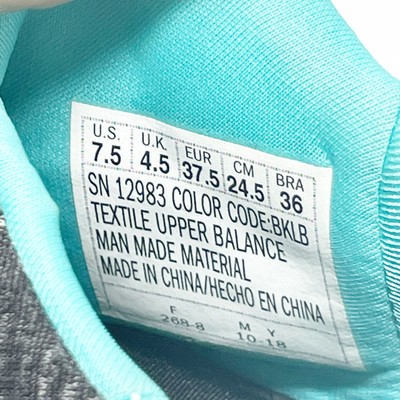 U.S. U.K. EUR CM BRA
7.5 4.5 37.5 24.5 36
SN 12983 COLOR CODE:BKLB
TEXTILE UPPER BALANCE
MAN MADE MATERIAL
MADE IN CHINA/HECHO EN CHINA
F M Y
268-8 10-18